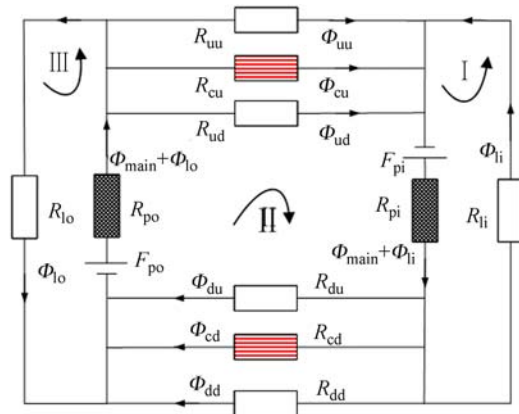 R_uu Φ_uu
III I
R_cu Φ_cu
R_ud Φ_ud
Φ_main+Φ_lo F_pi Φ_li
R_lo R_po R_pi R_li
II
Φ_lo F_po Φ_main+Φ_li
Φ_du R_du
Φ_cd R_cd
Φ_dd R_dd